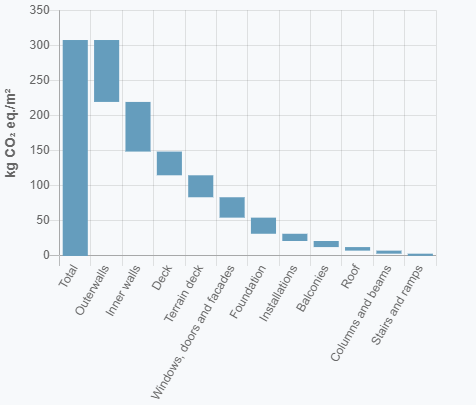 kg CO₂ eq./m²
350
300
250
200
150
100
50
0
Total
Outerwalls
Inner walls
Deck
Terrain deck
Windows, doors and facades
Foundation
Installations
Balconies
Roof
Columns and beams
Stairs and ramps